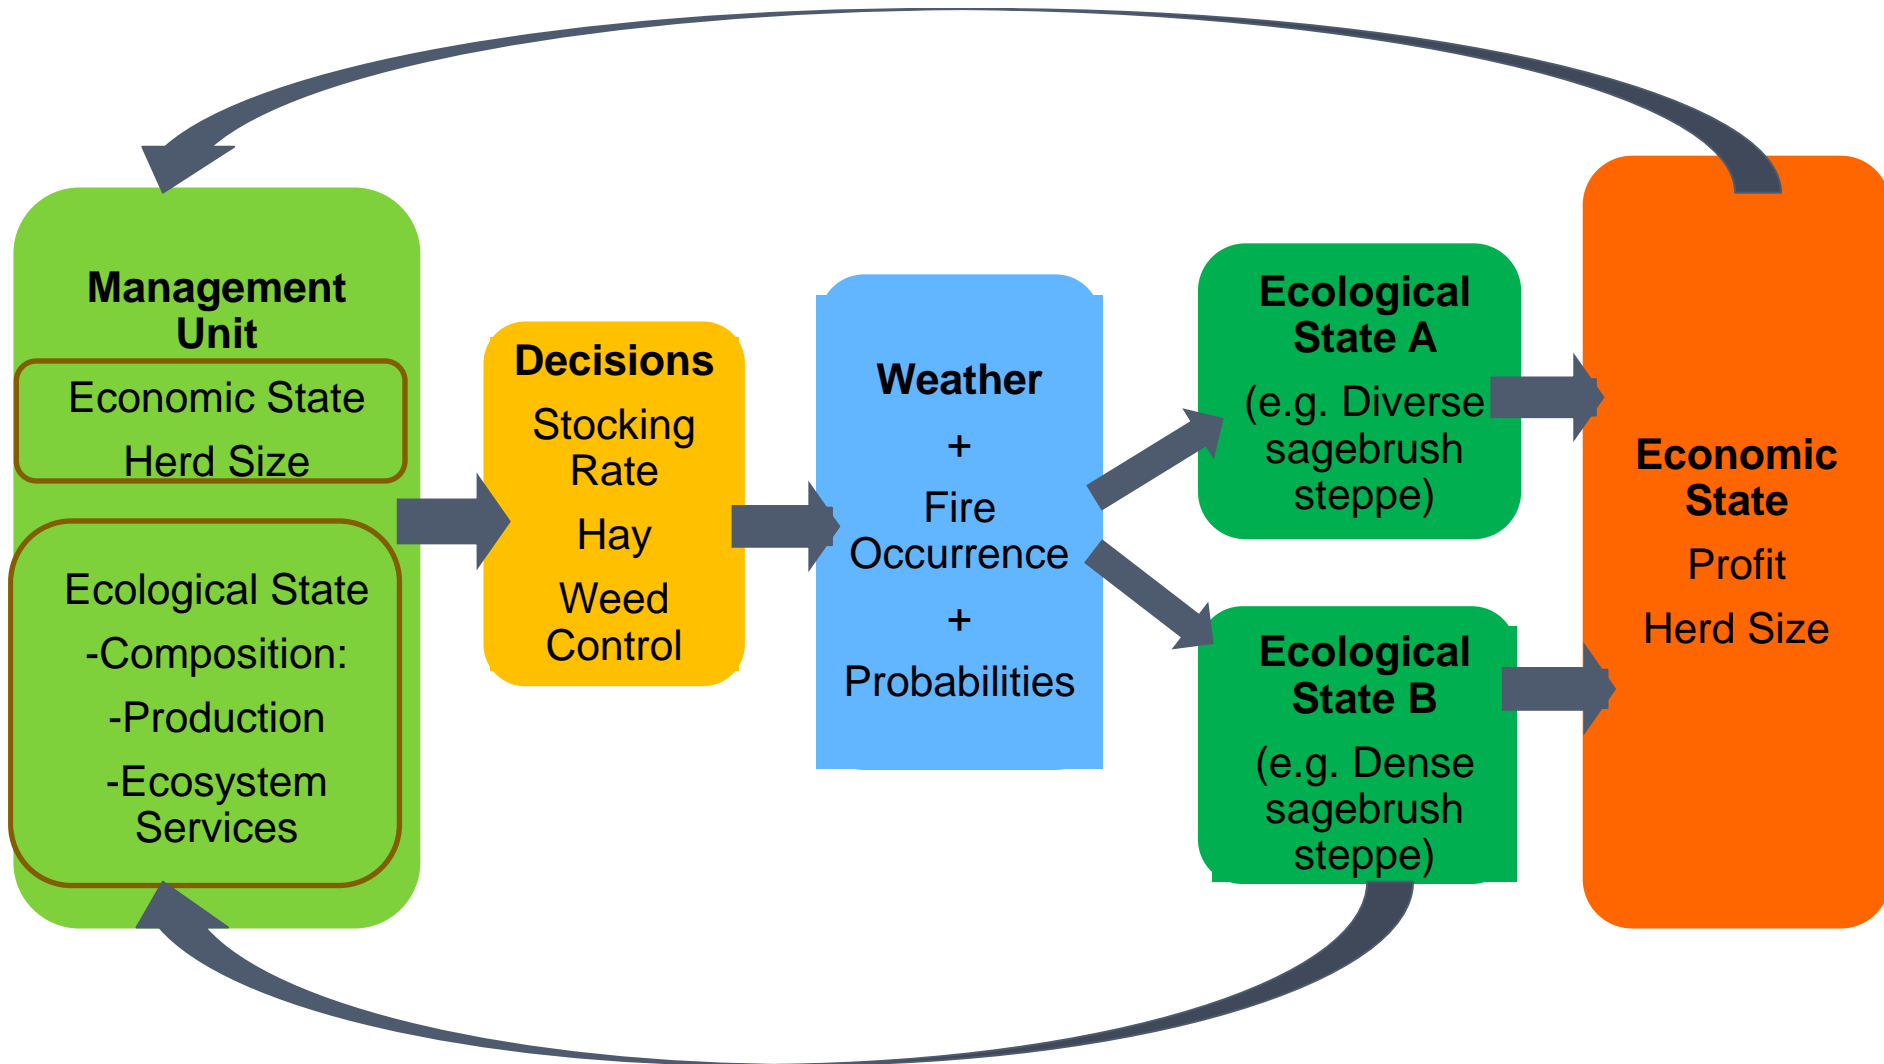 Management
Unit
Economic State
Herd Size
Ecological State
-Composition:
-Production
-Ecosystem
Services
Decisions
Stocking
Rate
Hay
Weed
Control
Weather
+
Fire
Occurrence
+
Probabilities
Ecological
State A
(e.g. Diverse
sagebrush
steppe)
Ecological
State B
(e.g. Dense
sagebrush
steppe)
Economic
State
Profit
Herd Size